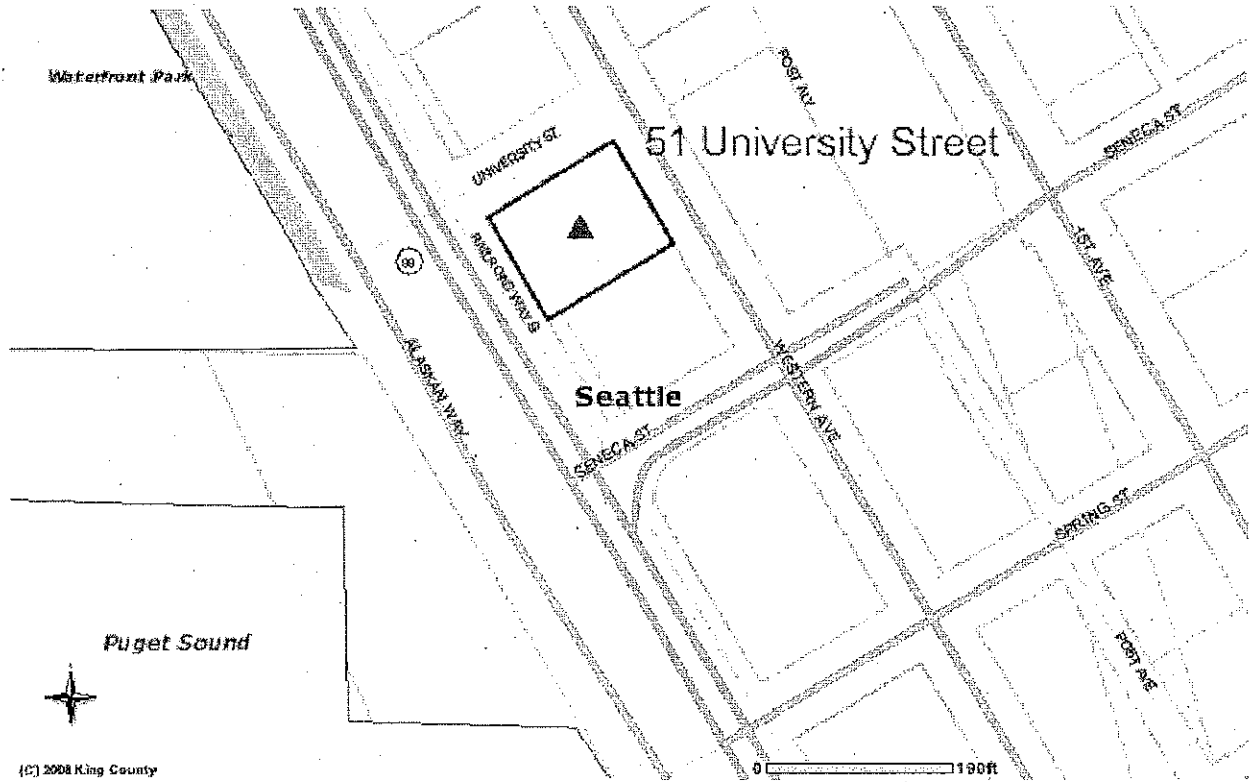 Waterfront Park
POST ALY
51 University Street
SENECA ST.
UNIVERSITY ST.
RAILROAD WAY S
99
1ST. AVE
ALASKAN WAY
WESTERN AVE
Seattle
SENECA ST.
SPRING ST
Puget Sound
POST AVE
(C) 2008 King County
0 190ft